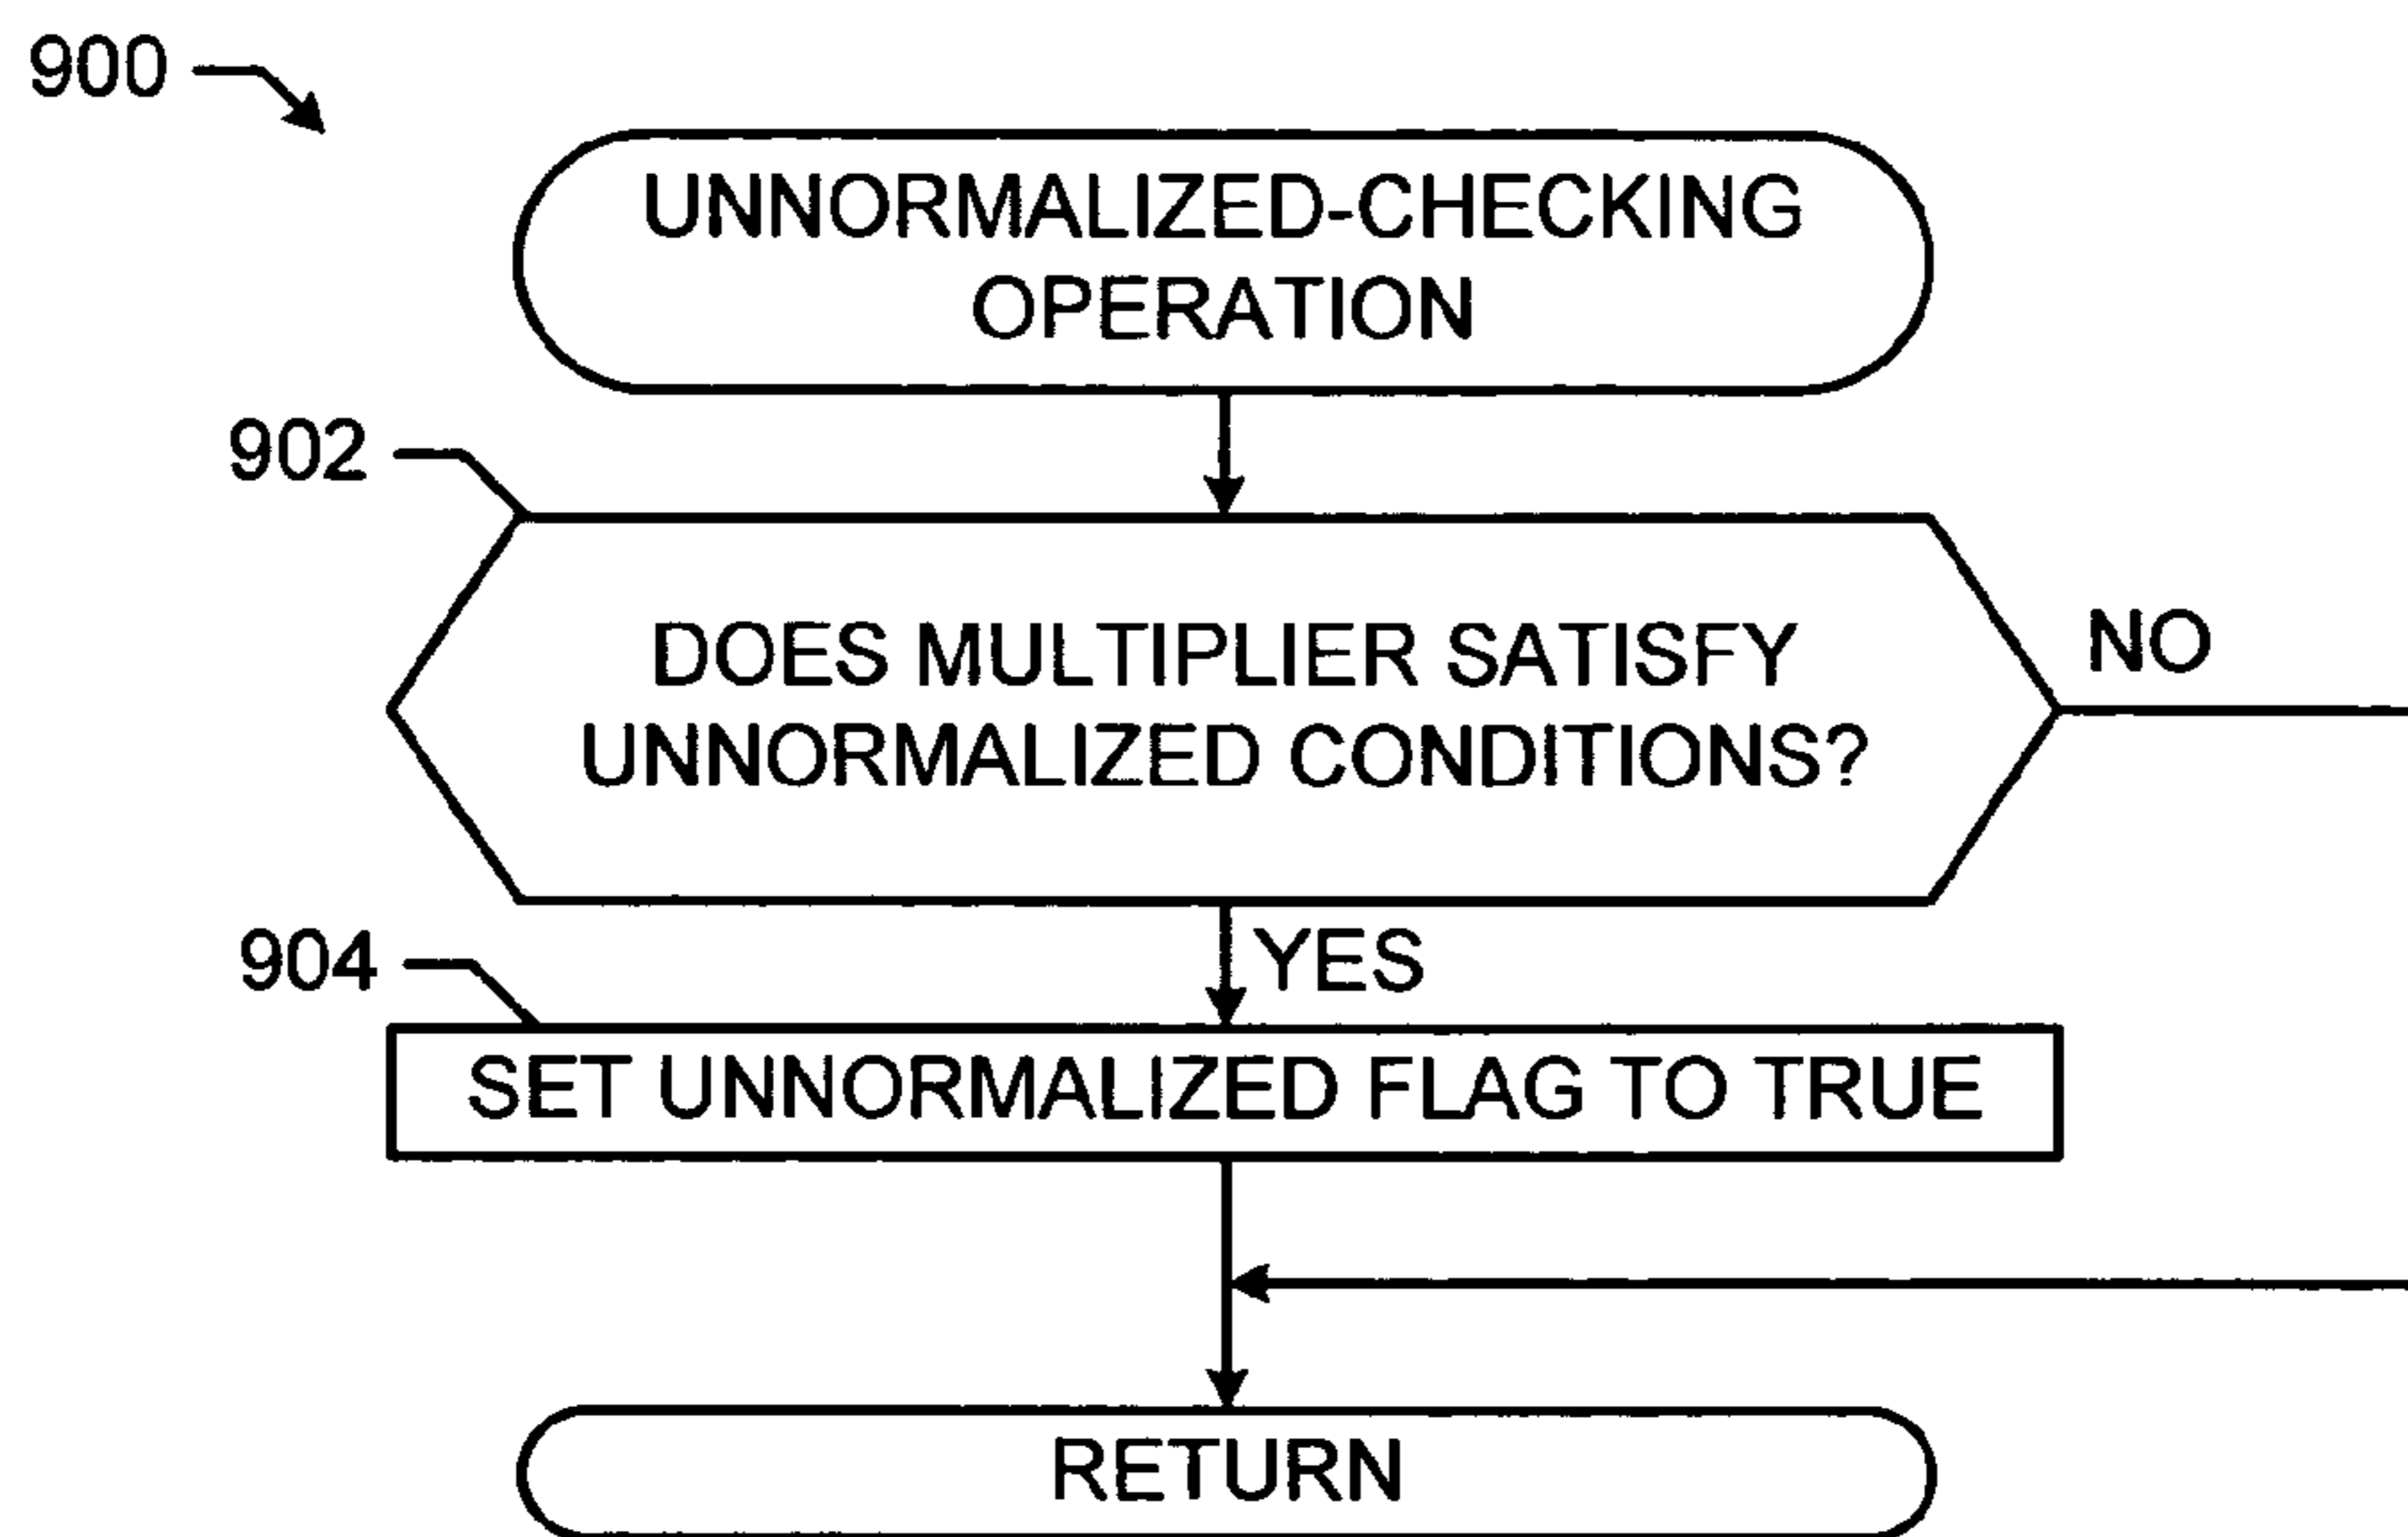 900
UNNORMALIZED-CHECKING
OPERATION
902
DOES MULTIPLIER SATISFY
UNNORMALIZED CONDITIONS?
NO
904
YES
SET UNNORMALIZED FLAG TO TRUE
RETURN